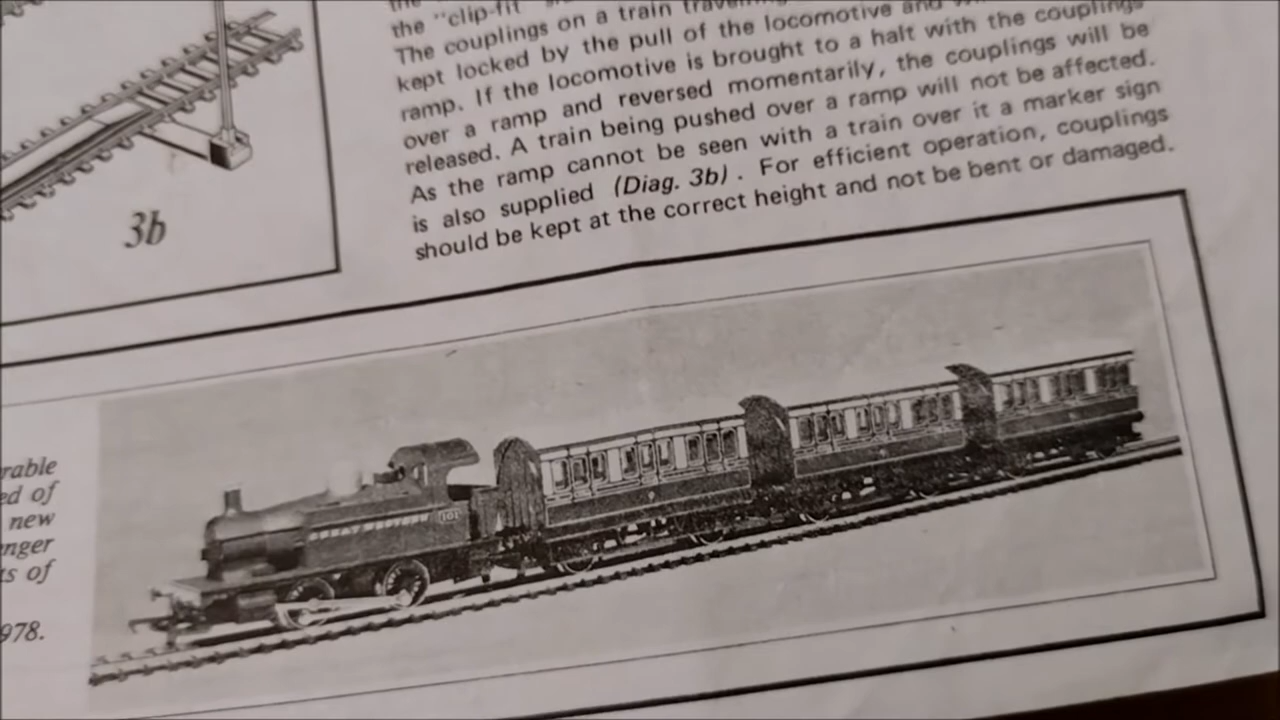 the "clip-fit"
The couplings on a train
kept locked by the pull of the locomotive and
ramp. If the locomotive is brought to a halt with the couplings
over a ramp and reversed momentarily, the couplings will be
released. A train being pushed over a ramp will not be affected.
As the ramp cannot be seen with a train over it a marker sign
is also supplied (Diag. 3b). For efficient operation, couplings
should be kept at the correct height and not be bent or damaged.
3b
rable
ed of
new
enger
ts of
978.
GREAT WESTERN
101